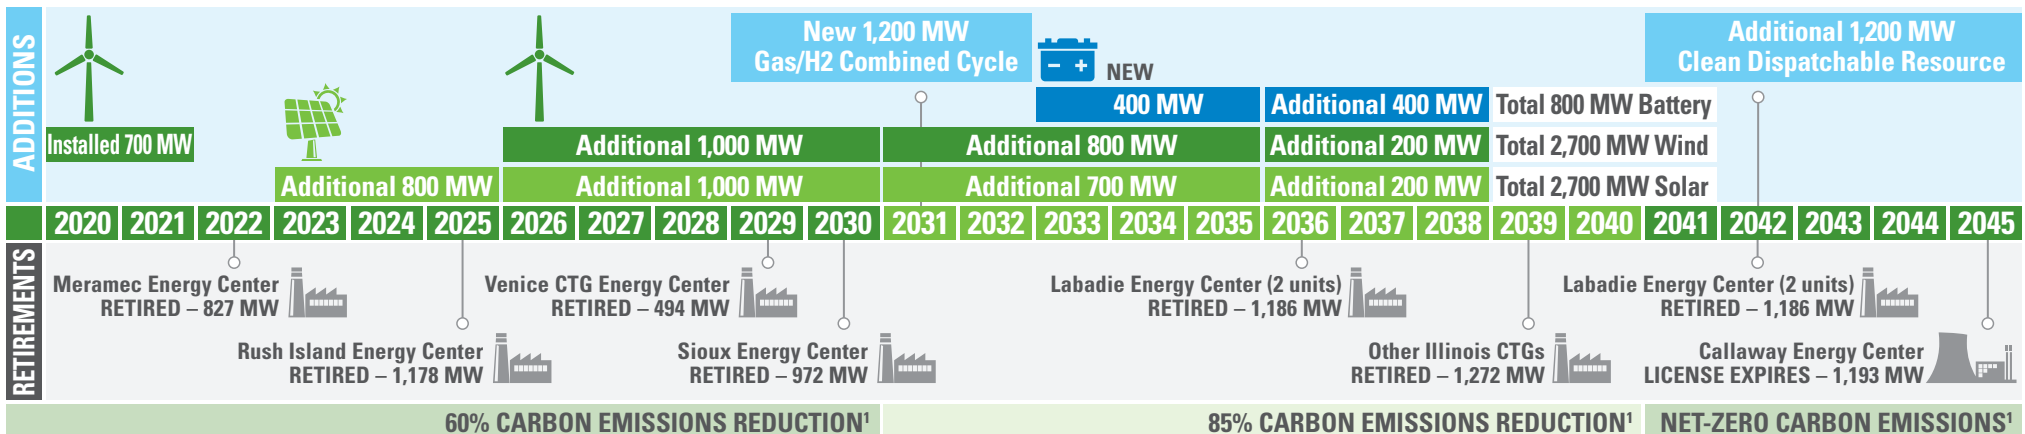 ADDITIONS
New 1,200 MW
Gas/H2 Combined Cycle
Additional 1,200 MW
Clean Dispatchable Resource
NEW
400 MW
Additional 400 MW
Total 800 MW Battery
Installed 700 MW
Additional 1,000 MW
Additional 800 MW
Additional 200 MW
Total 2,700 MW Wind
Additional 800 MW
Additional 1,000 MW
Additional 700 MW
Additional 200 MW
Total 2,700 MW Solar
2020 2021 2022 2023 2024 2025 2026 2027 2028 2029 2030 2031 2032 2033 2034 2035 2036 2037 2038 2039 2040 2041 2042 2043 2044 2045
RETIREMENTS
Meramec Energy Center
RETIRED – 827 MW
Venice CTG Energy Center
RETIRED – 494 MW
Labadie Energy Center (2 units)
RETIRED – 1,186 MW
Labadie Energy Center (2 units)
RETIRED – 1,186 MW
Rush Island Energy Center
RETIRED – 1,178 MW
Sioux Energy Center
RETIRED – 972 MW
Other Illinois CTGs
RETIRED – 1,272 MW
Callaway Energy Center
LICENSE EXPIRES – 1,193 MW
60% CARBON EMISSIONS REDUCTION¹
85% CARBON EMISSIONS REDUCTION¹
NET-ZERO CARBON EMISSIONS¹